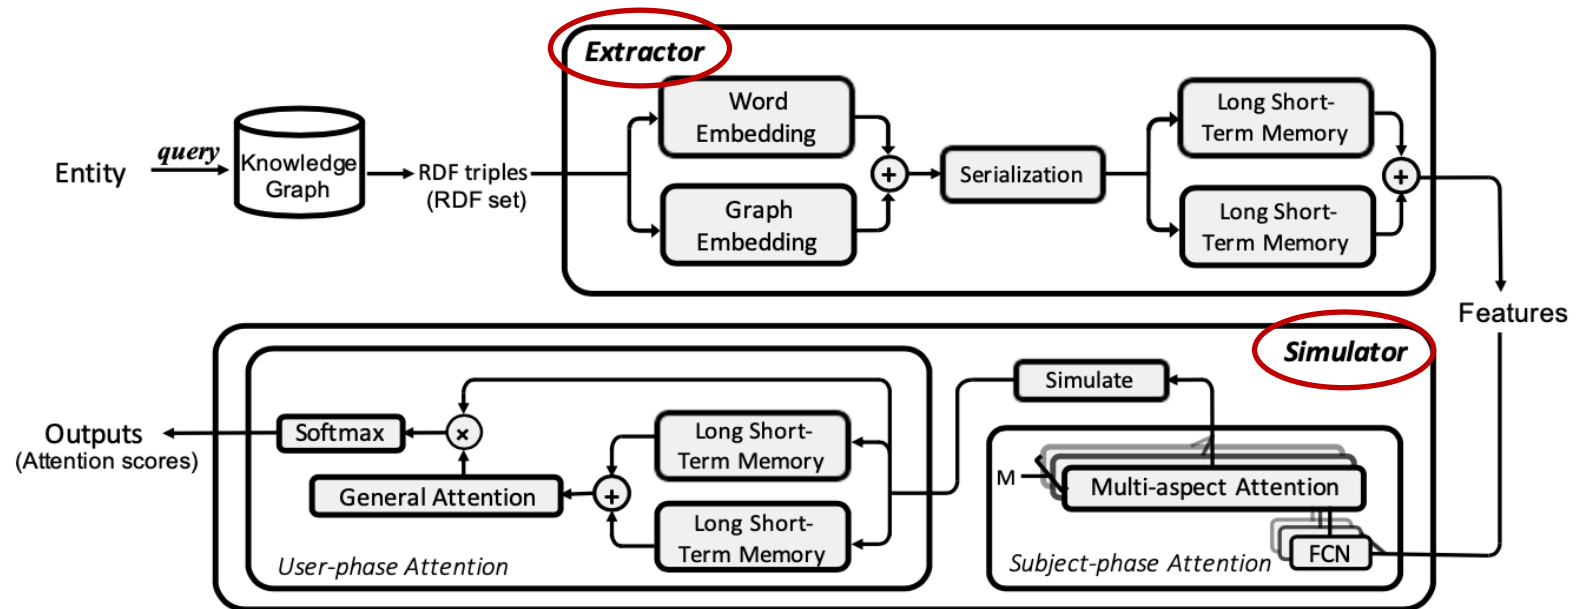 Extractor
Word
Embedding
Long Short-
Term Memory
Entity
query
Knowledge
Graph
RDF triples
(RDF set)
+
Serialization
+
Graph
Embedding
Long Short-
Term Memory
Features
Simulator
Simulate
Outputs
(Attention scores)
Softmax
×
Long Short-
Term Memory
General Attention
+
Long Short-
Term Memory
User-phase Attention
M
Multi-aspect Attention
FCN
Subject-phase Attention